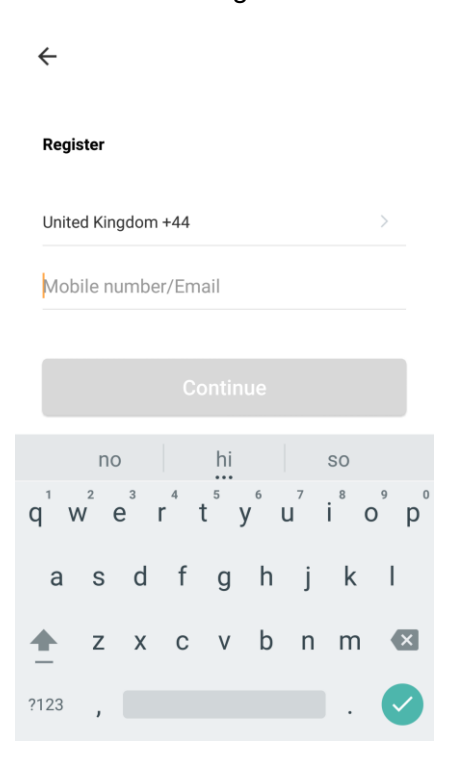 Register
United Kingdom +44
Mobile number/Email
Continue
no hi so
1 2 3 4 5 6 7 8 9 0
q w e r t y u i o p
a s d f g h j k l
z x c v b n m
?123 , .